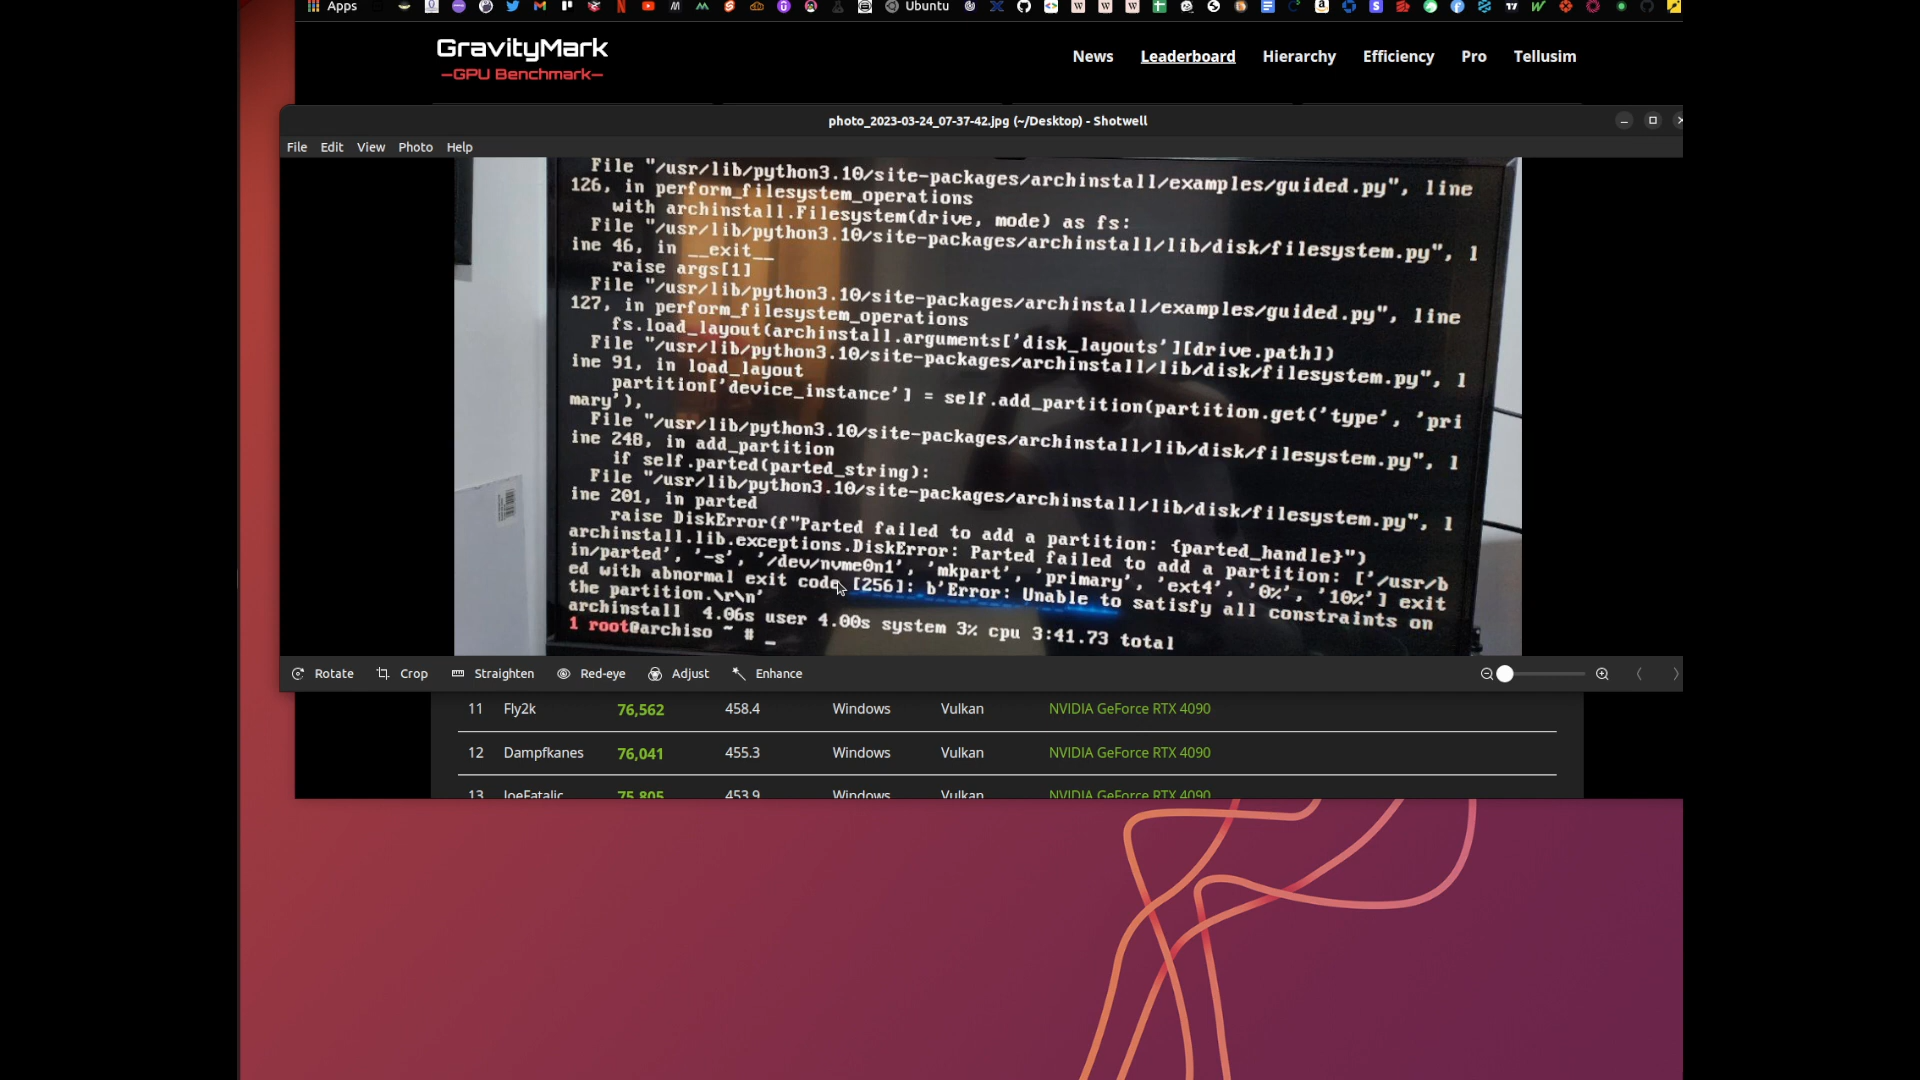 Apps
Ubuntu
GravityMark
—GPU Benchmark—
News Leaderboard Hierarchy Efficiency Pro Tellusim
photo_2023-03-24_07-37-42.jpg (~/Desktop) - Shotwell
File Edit View Photo Help
File "/usr/lib/python3.10/site-packages/archinstall/examples/guided.py", line
126, in perform_filesystem_operations
with archinstall.Filesystem(drive, mode) as fs:
File "/usr/lib/python3.10/site-packages/archinstall/lib/disk/filesystem.py", l
ine 46, in __exit__
raise args[1]
File "/usr/lib/python3.10/site-packages/archinstall/examples/guided.py", line
127, in perform_filesystem_operations
fs.load_layout(archinstall.arguments['disk_layouts'][drive.path])
File "/usr/lib/python3.10/site-packages/archinstall/lib/disk/filesystem.py", l
ine 91, in load_layout
partition['device_instance'] = self.add_partition(partition.get('type', 'pri
mary'),
File "/usr/lib/python3.10/site-packages/archinstall/lib/disk/filesystem.py", l
ine 248, in add_partition
if self.parted(parted_string):
File "/usr/lib/python3.10/site-packages/archinstall/lib/disk/filesystem.py", l
ine 201, in parted
raise DiskError(f"Parted failed to add a partition: {parted_handle}")
archinstall.lib.exceptions.DiskError: Parted failed to add a partition: ['/usr/b
in/parted', '-s', '/dev/nvme0n1', 'mkpart', 'primary', 'ext4', '0%', '10%'] exit
ed with abnormal exit code [256]: b'Error: Unable to satisfy all constraints on
the partition.\r\n'
archinstall 4.06s user 4.00s system 3% cpu 3:41.73 total
1 root@archiso ~ # _
Rotate Crop Straighten Red-eye Adjust Enhance
11 Fly2k 76,562 458.4 Windows Vulkan NVIDIA GeForce RTX 4090
12 Dampfkanes 76,041 455.3 Windows Vulkan NVIDIA GeForce RTX 4090
13 JoeFatalic 75,805 453.9 Windows Vulkan NVIDIA GeForce RTX 4090